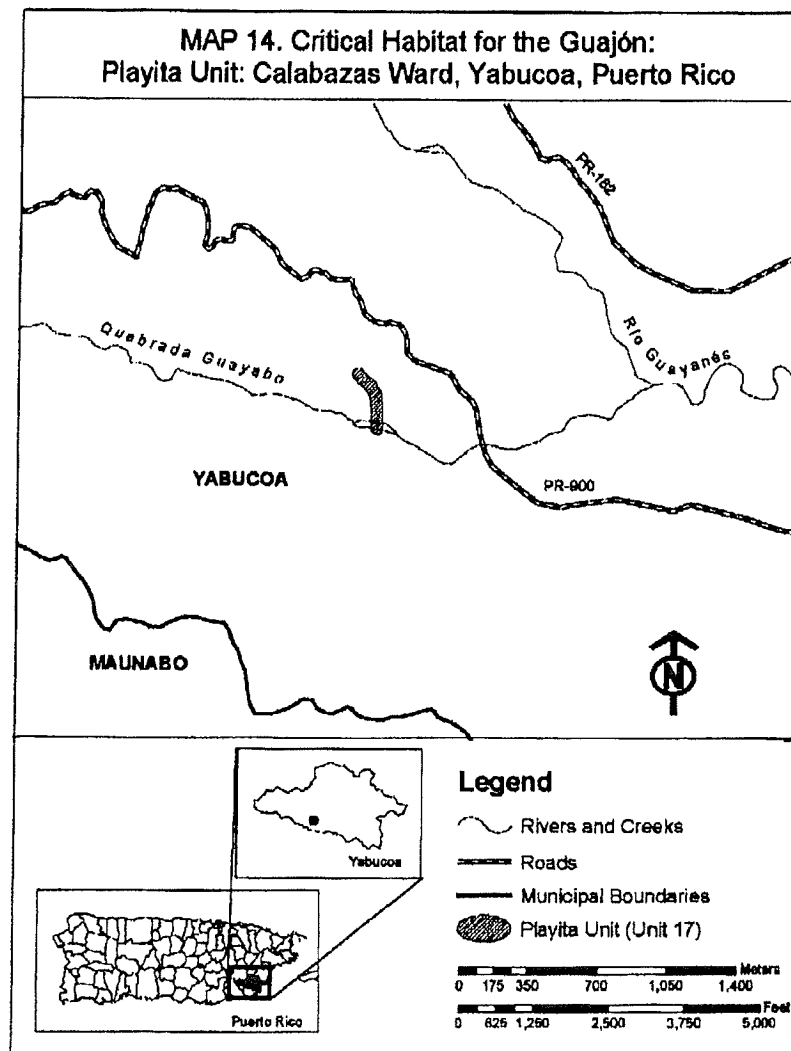 MAP 14. Critical Habitat for the Guajón:
Playita Unit: Calabazas Ward, Yabucoa, Puerto Rico
PR-182
Quebrada Guayabo
Río Guayanés
YABUCOA
PR-900
MAUNABO
N
Yabucoa
Puerto Rico
Legend
Rivers and Creeks
Roads
Municipal Boundaries
Playita Unit (Unit 17)
Meters
0 175 350 700 1,050 1,400
Feet
0 625 1,250 2,500 3,750 5,000